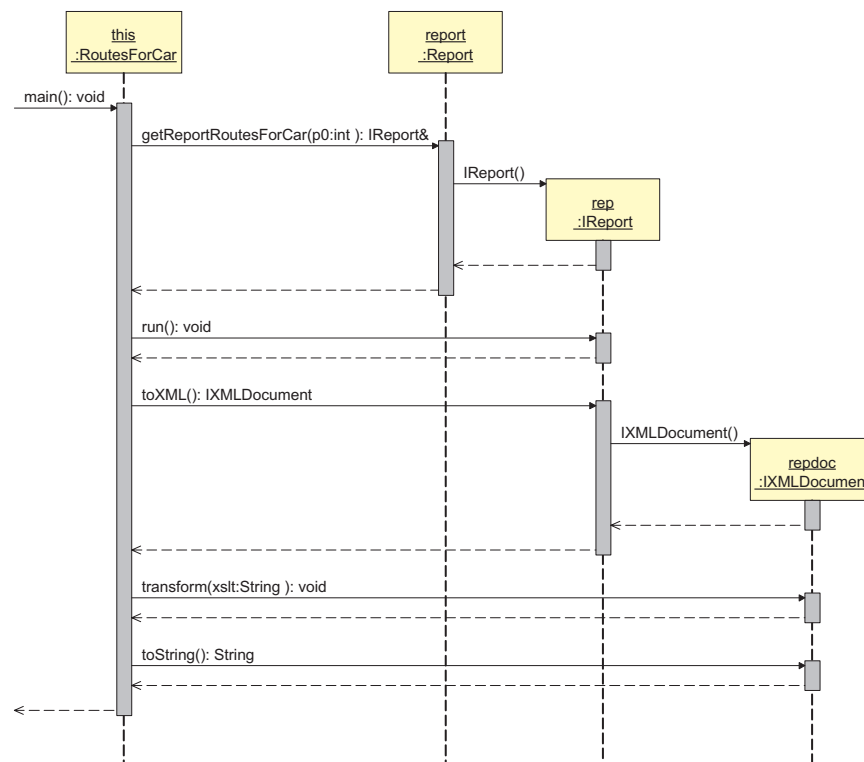 this
:RoutesForCar
report
:Report
main(): void
getReportRoutesForCar(p0:int ): IReport&
IReport()
rep
:IReport
run(): void
toXML(): IXMLDocument
IXMLDocument()
repdoc
:IXMLDocumen
transform(xslt:String ): void
toString(): String